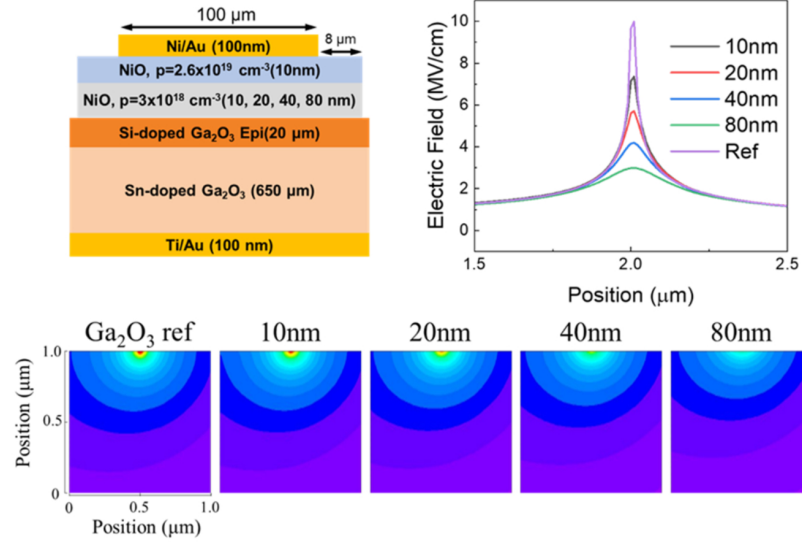 100 μm
8 μm
Ni/Au (100nm)
NiO, p=2.6x10¹⁹ cm⁻³(10nm)
NiO, p=3x10¹⁸ cm⁻³(10, 20, 40, 80 nm)
Si-doped Ga₂O₃ Epi(20 μm)
Sn-doped Ga₂O₃ (650 μm)
Ti/Au (100 nm)
Electric Field (MV/cm)
10
8
6
4
2
0
10nm
20nm
40nm
80nm
Ref
1.5 2.0 2.5
Position (μm)
Ga₂O₃ ref 10nm 20nm 40nm 80nm
Position (μm)
1.0
0.5
0
0 0.5 1.0
Position (μm)